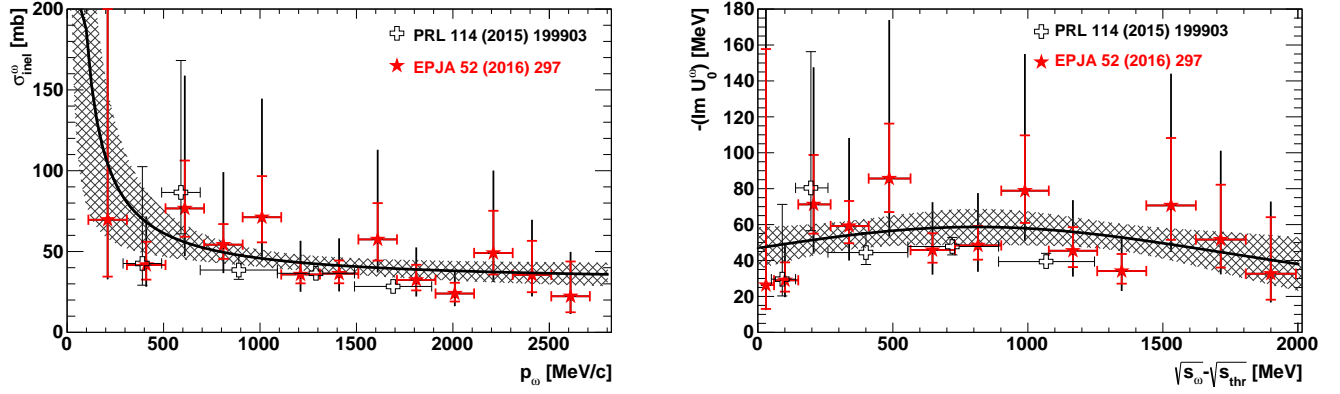 σ^ω_inel [mb]
200
150
100
50
0
0 500 1000 1500 2000 2500
p_ω [MeV/c]
PRL 114 (2015) 199903
EPJA 52 (2016) 297
-(Im U^ω_0) [MeV]
180
160
140
120
100
80
60
40
20
0
0 500 1000 1500 2000
√s_ω-√s_thr [MeV]
PRL 114 (2015) 199903
EPJA 52 (2016) 297